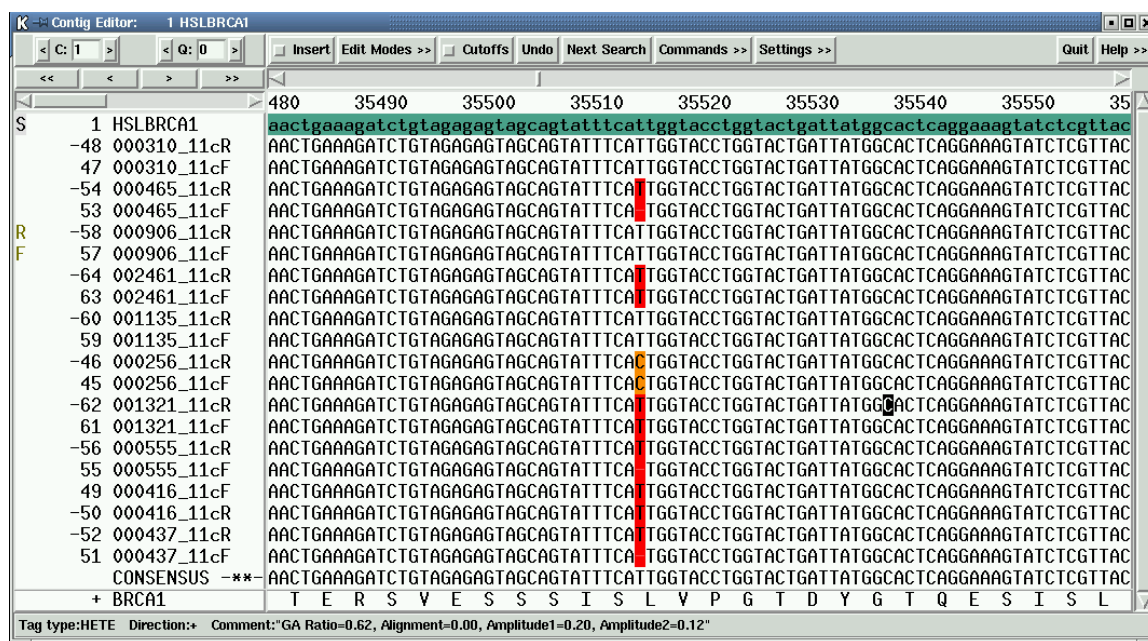 K Contig Editor: 1 HSLBRCA1
< C: 1 > < Q: 0 > Insert Edit Modes >> Cutoffs Undo Next Search Commands >> Settings >> Quit Help >>
<< < > >>
480 35490 35500 35510 35520 35530 35540 35550 35
S 1 HSLBRCA1 aactgaaagatctgtagagagtagcagtatttcattggtacctggtactgattatggcactcaggaaagtatctcgttac
-48 000310_11cR AACTGAAAGATCTGTAGAGAGTAGCAGTATTTCATTGGTACCTGGTACTGATTATGGCACTCAGGAAAGTATCTCGTTAC
47 000310_11cF AACTGAAAGATCTGTAGAGAGTAGCAGTATTTCATTGGTACCTGGTACTGATTATGGCACTCAGGAAAGTATCTCGTTAC
-54 000465_11cR AACTGAAAGATCTGTAGAGAGTAGCAGTATTTCATTGGTACCTGGTACTGATTATGGCACTCAGGAAAGTATCTCGTTAC
53 000465_11cF AACTGAAAGATCTGTAGAGAGTAGCAGTATTTCA-TGGTACCTGGTACTGATTATGGCACTCAGGAAAGTATCTCGTTAC
R -58 000906_11cR AACTGAAAGATCTGTAGAGAGTAGCAGTATTTCATTGGTACCTGGTACTGATTATGGCACTCAGGAAAGTATCTCGTTAC
F 57 000906_11cF AACTGAAAGATCTGTAGAGAGTAGCAGTATTTCATTGGTACCTGGTACTGATTATGGCACTCAGGAAAGTATCTCGTTAC
-64 002461_11cR AACTGAAAGATCTGTAGAGAGTAGCAGTATTTCATTGGTACCTGGTACTGATTATGGCACTCAGGAAAGTATCTCGTTAC
63 002461_11cF AACTGAAAGATCTGTAGAGAGTAGCAGTATTTCATTGGTACCTGGTACTGATTATGGCACTCAGGAAAGTATCTCGTTAC
-60 001135_11cR AACTGAAAGATCTGTAGAGAGTAGCAGTATTTCATTGGTACCTGGTACTGATTATGGCACTCAGGAAAGTATCTCGTTAC
59 001135_11cF AACTGAAAGATCTGTAGAGAGTAGCAGTATTTCATTGGTACCTGGTACTGATTATGGCACTCAGGAAAGTATCTCGTTAC
-46 000256_11cR AACTGAAAGATCTGTAGAGAGTAGCAGTATTTCACTGGTACCTGGTACTGATTATGGCACTCAGGAAAGTATCTCGTTAC
45 000256_11cF AACTGAAAGATCTGTAGAGAGTAGCAGTATTTCACTGGTACCTGGTACTGATTATGGCACTCAGGAAAGTATCTCGTTAC
-62 001321_11cR AACTGAAAGATCTGTAGAGAGTAGCAGTATTTCATTGGTACCTGGTACTGATTATGGCACTCAGGAAAGTATCTCGTTAC
61 001321_11cF AACTGAAAGATCTGTAGAGAGTAGCAGTATTTCATTGGTACCTGGTACTGATTATGGCACTCAGGAAAGTATCTCGTTAC
-56 000555_11cR AACTGAAAGATCTGTAGAGAGTAGCAGTATTTCATTGGTACCTGGTACTGATTATGGCACTCAGGAAAGTATCTCGTTAC
55 000555_11cF AACTGAAAGATCTGTAGAGAGTAGCAGTATTTCA-TGGTACCTGGTACTGATTATGGCACTCAGGAAAGTATCTCGTTAC
49 000416_11cF AACTGAAAGATCTGTAGAGAGTAGCAGTATTTCATTGGTACCTGGTACTGATTATGGCACTCAGGAAAGTATCTCGTTAC
-50 000416_11cR AACTGAAAGATCTGTAGAGAGTAGCAGTATTTCATTGGTACCTGGTACTGATTATGGCACTCAGGAAAGTATCTCGTTAC
-52 000437_11cR AACTGAAAGATCTGTAGAGAGTAGCAGTATTTCATTGGTACCTGGTACTGATTATGGCACTCAGGAAAGTATCTCGTTAC
51 000437_11cF AACTGAAAGATCTGTAGAGAGTAGCAGTATTTCA-TGGTACCTGGTACTGATTATGGCACTCAGGAAAGTATCTCGTTAC
CONSENSUS -**- AACTGAAAGATCTGTAGAGAGTAGCAGTATTTCATTGGTACCTGGTACTGATTATGGCACTCAGGAAAGTATCTCGTTAC
+ BRCA1 T E R S V E S S S I S L V P G T D Y G T Q E S I S L
Tag type:HETE Direction:+ Comment:"GA Ratio=0.62, Alignment=0.00, Amplitude1=0.20, Amplitude2=0.12"